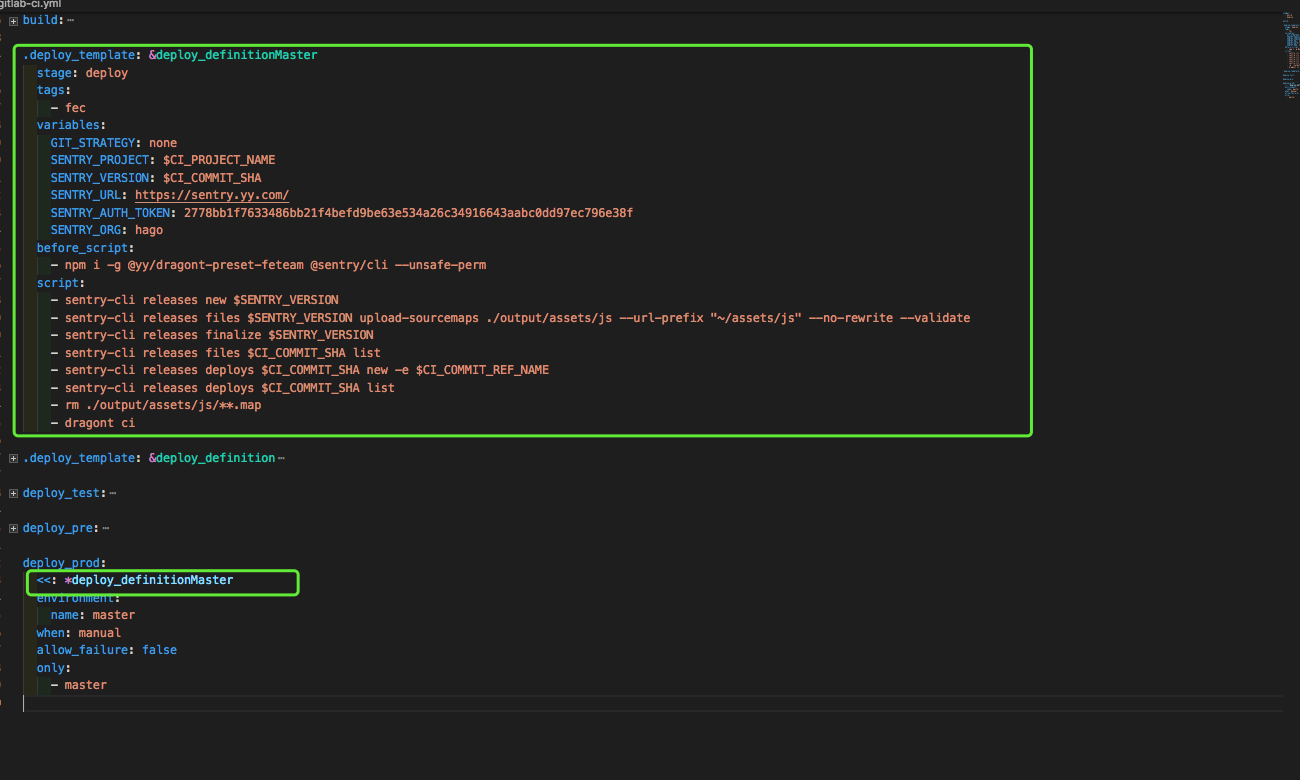 gitlab-ci.yml
build:⋯
.deploy_template: &deploy_definitionMaster
  stage: deploy
  tags:
    - fec
  variables:
    GIT_STRATEGY: none
    SENTRY_PROJECT: $CI_PROJECT_NAME
    SENTRY_VERSION: $CI_COMMIT_SHA
    SENTRY_URL: https://sentry.yy.com/
    SENTRY_AUTH_TOKEN: 2778bb1f7633486bb21f4befd9be63e534a26c34916643aabc0dd97ec796e38f
    SENTRY_ORG: hago
  before_script:
    - npm i -g @yy/dragont-preset-feteam @sentry/cli --unsafe-perm
  script:
    - sentry-cli releases new $SENTRY_VERSION
    - sentry-cli releases files $SENTRY_VERSION upload-sourcemaps ./output/assets/js --url-prefix "~/assets/js" --no-rewrite --validate
    - sentry-cli releases finalize $SENTRY_VERSION
    - sentry-cli releases files $CI_COMMIT_SHA list
    - sentry-cli releases deploys $CI_COMMIT_SHA new -e $CI_COMMIT_REF_NAME
    - sentry-cli releases deploys $CI_COMMIT_SHA list
    - rm ./output/assets/js/**.map
    - dragont ci
.deploy_template: &deploy_definition⋯
deploy_test:⋯
deploy_pre:⋯
deploy_prod:
  <<: *deploy_definitionMaster
  environment:
    name: master
  when: manual
  allow_failure: false
  only:
    - master